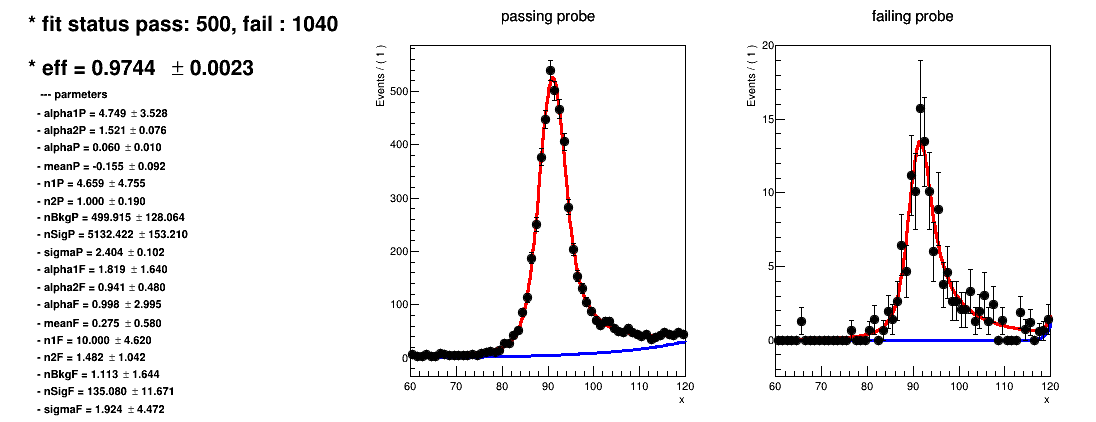 * fit status pass: 500, fail : 1040
* eff = 0.9744 ± 0.0023
--- parmeters
- alpha1P = 4.749 ± 3.528
- alpha2P = 1.521 ± 0.076
- alphaP = 0.060 ± 0.010
- meanP = -0.155 ± 0.092
- n1P = 4.659 ± 4.755
- n2P = 1.000 ± 0.190
- nBkgP = 499.915 ± 128.064
- nSigP = 5132.422 ± 153.210
- sigmaP = 2.404 ± 0.102
- alpha1F = 1.819 ± 1.640
- alpha2F = 0.941 ± 0.480
- alphaF = 0.998 ± 2.995
- meanF = 0.275 ± 0.580
- n1F = 10.000 ± 4.620
- n2F = 1.482 ± 1.042
- nBkgF = 1.113 ± 1.644
- nSigF = 135.080 ± 11.671
- sigmaF = 1.924 ± 4.472
passing probe
Events / ( 1 )
500
400
300
200
100
0
60 70 80 90 100 110 120
x
failing probe
Events / ( 1 )
20
15
10
5
0
60 70 80 90 100 110 120
x